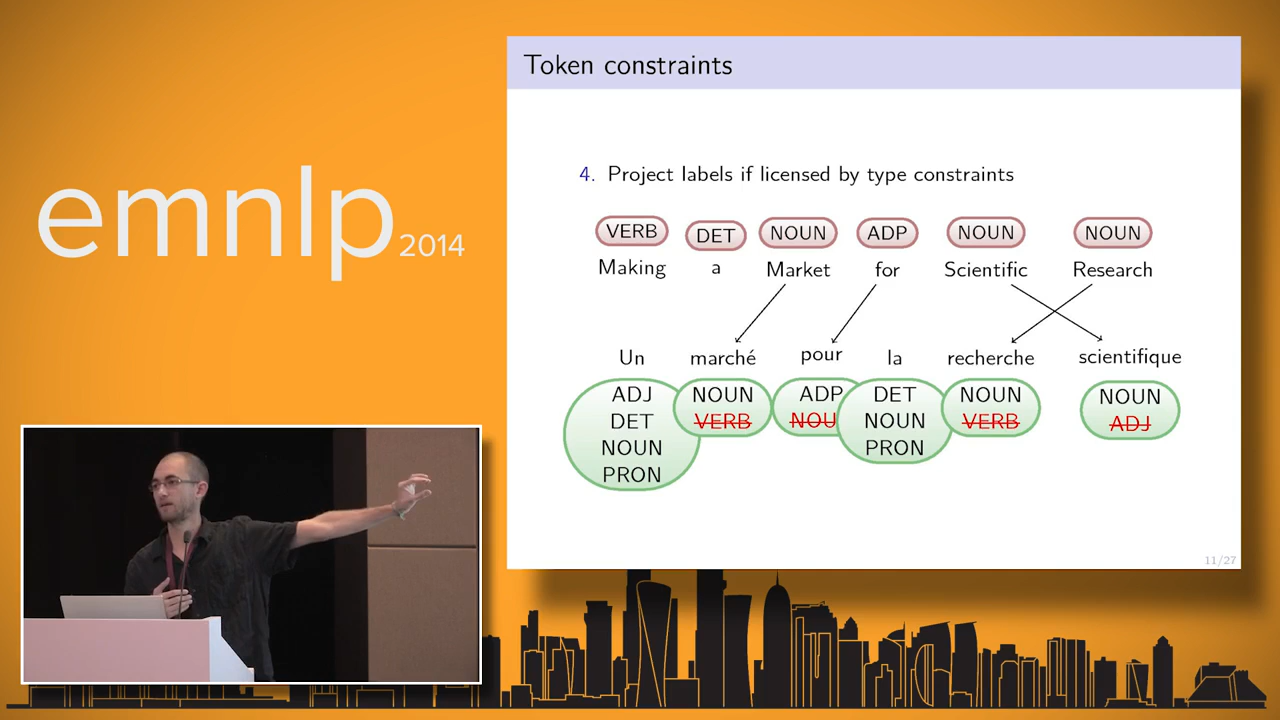 emnlp 2014
Token constraints
4. Project labels if licensed by type constraints
VERB DET NOUN ADP NOUN NOUN
Making a Market for Scientific Research
Un marché pour la recherche scientifique
ADJ NOUN ADP DET NOUN NOUN
DET VERB NOU NOUN VERB ADJ
NOUN PRON
PRON
11/27